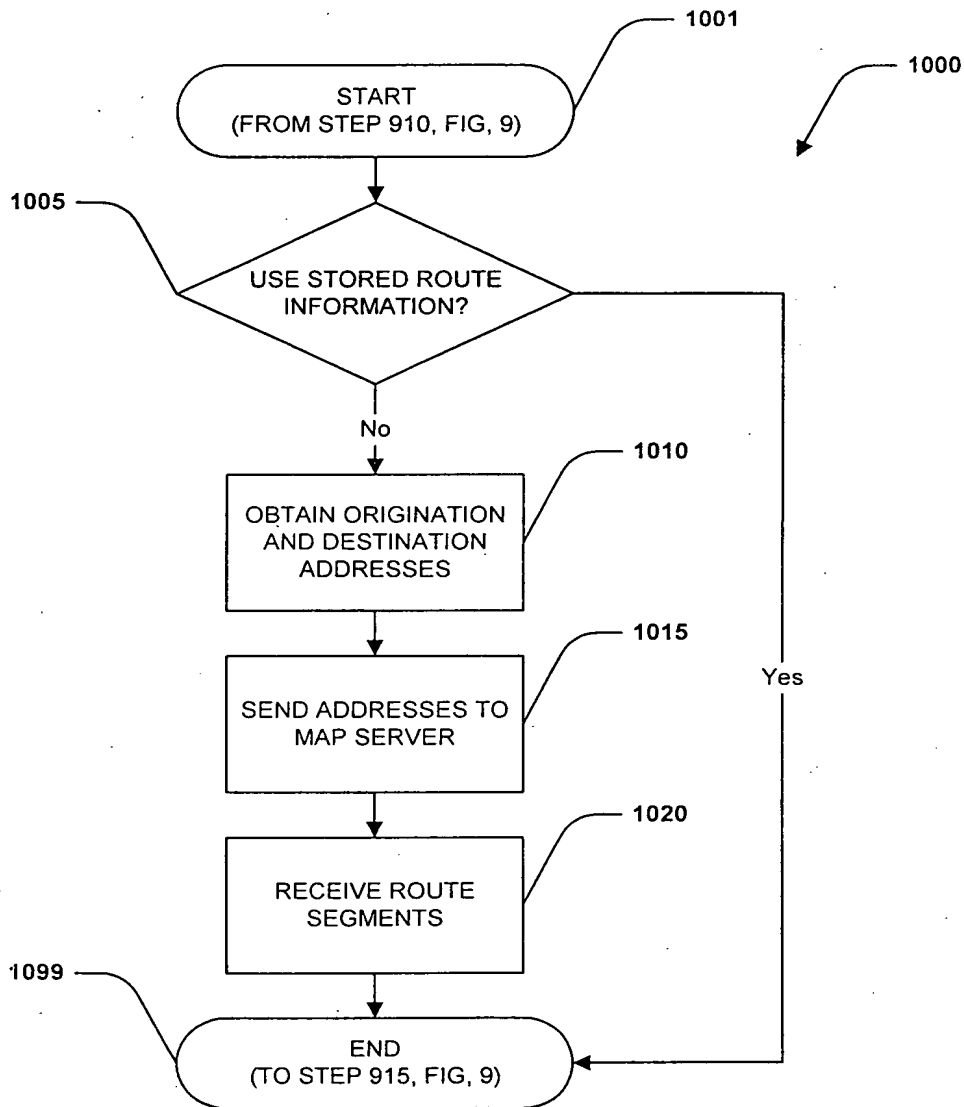 1001
1000
START
(FROM STEP 910, FIG, 9)
1005
USE STORED ROUTE
INFORMATION?
No
1010
OBTAIN ORIGINATION
AND DESTINATION
ADDRESSES
1015
Yes
SEND ADDRESSES TO
MAP SERVER
1020
RECEIVE ROUTE
SEGMENTS
1099
END
(TO STEP 915, FIG, 9)